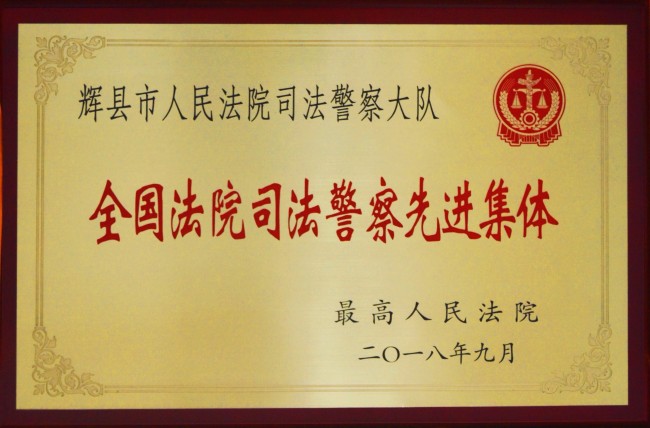 辉县市人民法院司法警察大队
全国法院司法警察先进集体
最高人民法院
二〇一八年九月